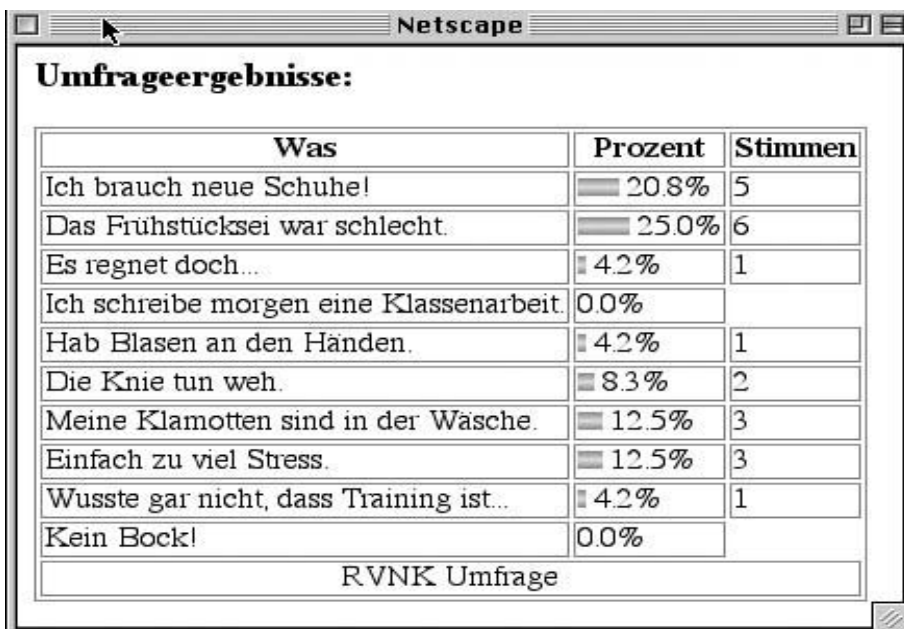 Netscape
Umfrageergebnisse:
Was Prozent Stimmen
Ich brauch neue Schuhe! 20.8% 5
Das Frühstücksei war schlecht. 25.0% 6
Es regnet doch... 4.2% 1
Ich schreibe morgen eine Klassenarbeit. 0.0%
Hab Blasen an den Händen. 4.2% 1
Die Knie tun weh. 8.3% 2
Meine Klamotten sind in der Wäsche. 12.5% 3
Einfach zu viel Stress. 12.5% 3
Wusste gar nicht, dass Training ist... 4.2% 1
Kein Bock! 0.0%
RVNK Umfrage